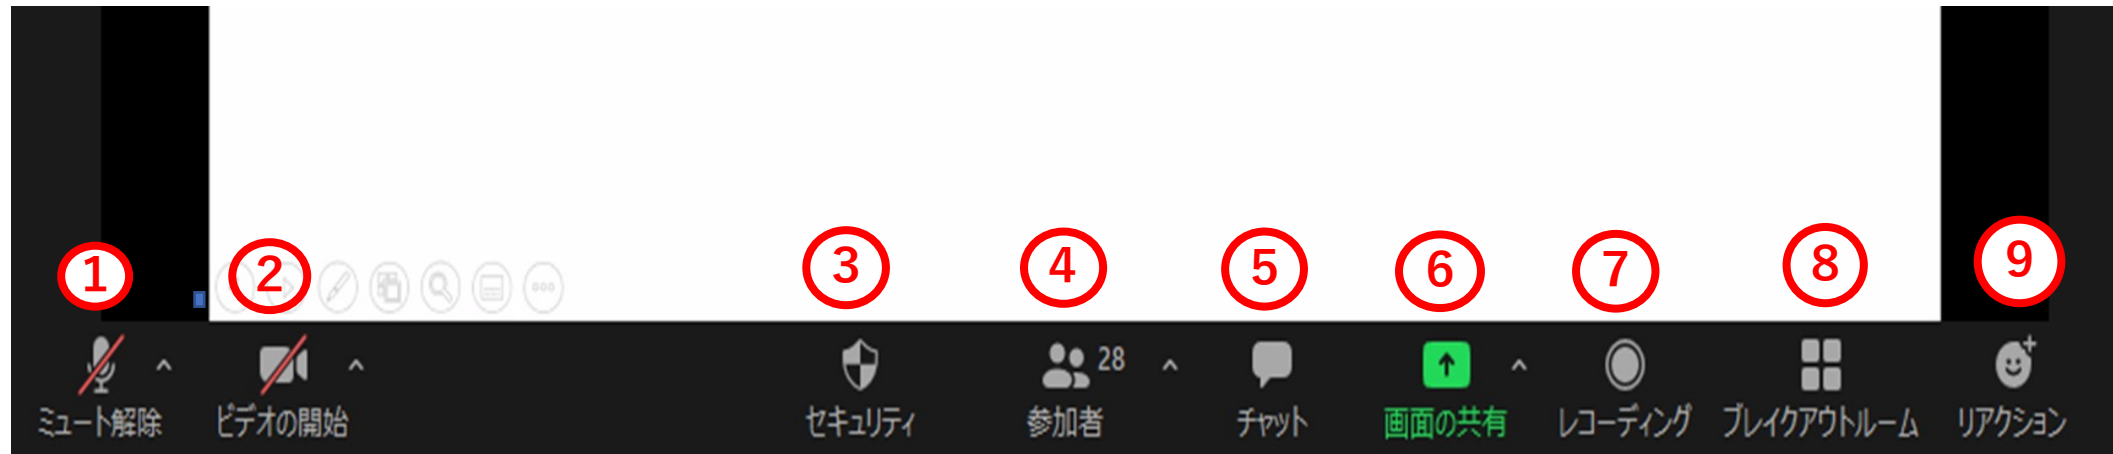 1 2 3 4 5 6 7 8 9
28
ミュート解除 ビデオの開始 セキュリティ 参加者 チャット 画面の共有 レコーディング ブレイクアウトルーム リアクション